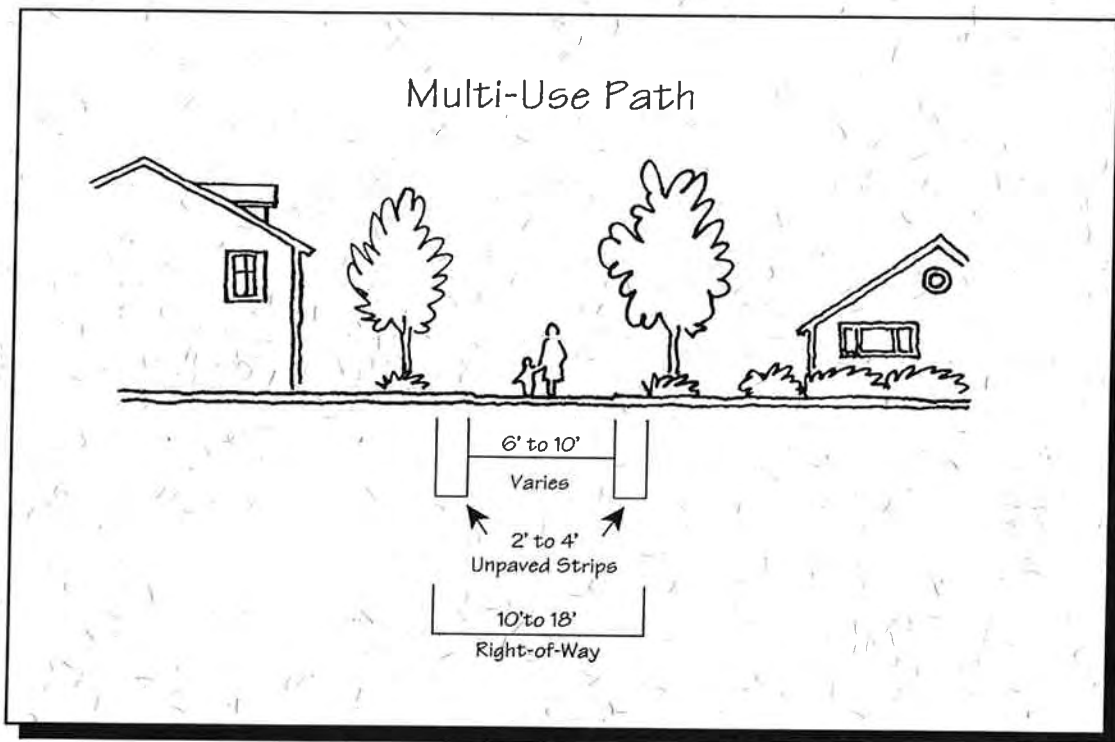 Multi-Use Path
6' to 10'
Varies
2' to 4'
Unpaved Strips
10'to 18'
Right-of-Way